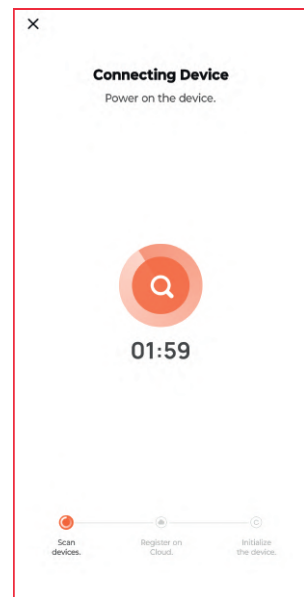 Connecting Device
Power on the device.
01:59
Scan
devices.
Register on
Cloud.
Initialize
the device.